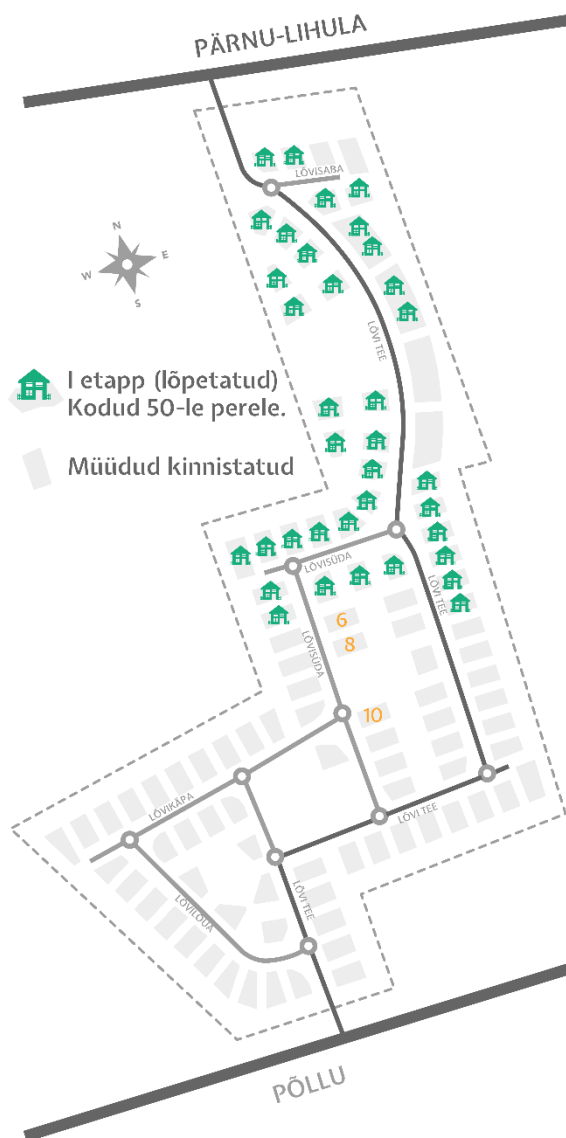 PÄRNU-LIHULA
LÕVISABA
N
W
E
S
LÕVI TEE
I etapp (lõpetatud)
Kodud 50-le perele.
Müüdud kinnistatud
LÕVISÜDA
LÕVI TEE
6
LÕVISÜDA
8
10
LÕVIKÄPA
LÕVI TEE
LÕVILÕUA
LÕVI TEE
PÕLLU